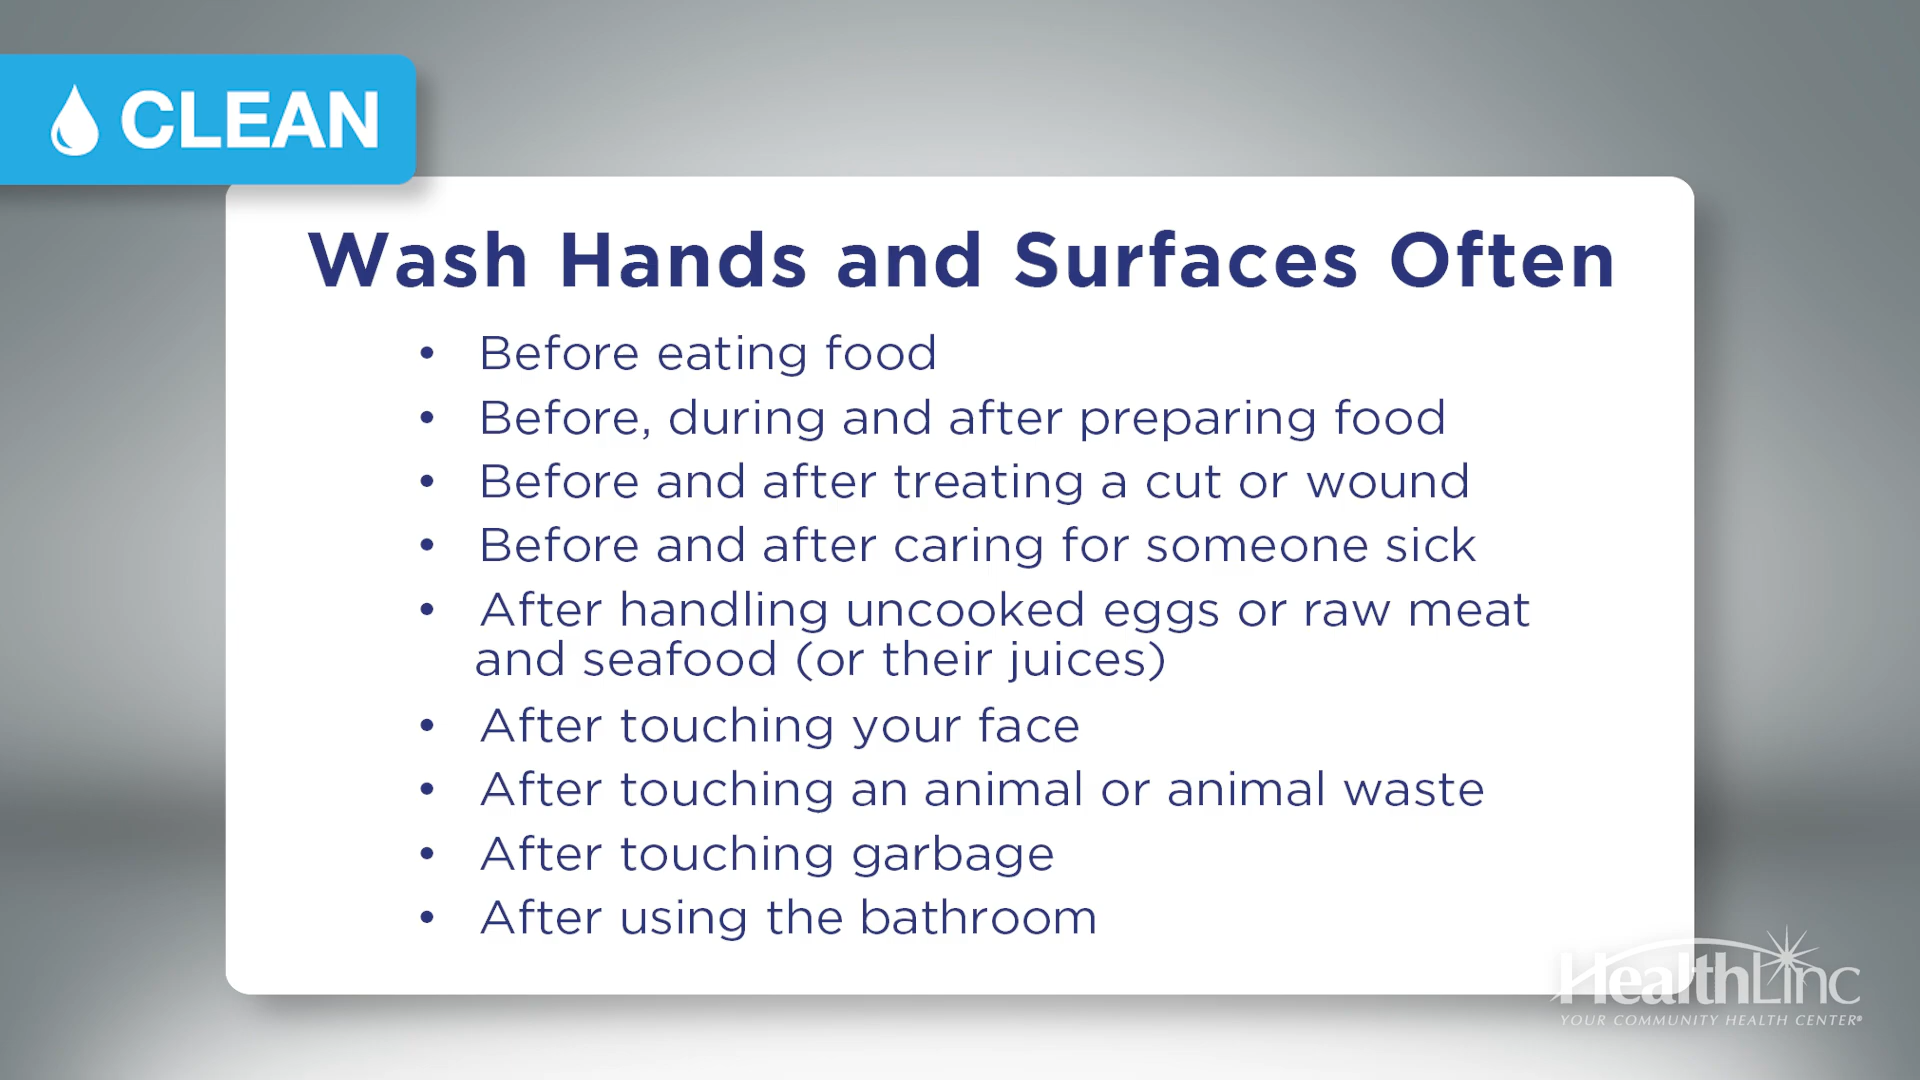 CLEAN
Wash Hands and Surfaces Often
• Before eating food
• Before, during and after preparing food
• Before and after treating a cut or wound
• Before and after caring for someone sick
• After handling uncooked eggs or raw meat
and seafood (or their juices)
• After touching your face
• After touching an animal or animal waste
• After touching garbage
• After using the bathroom
HealthLinc
YOUR COMMUNITY HEALTH CENTER®